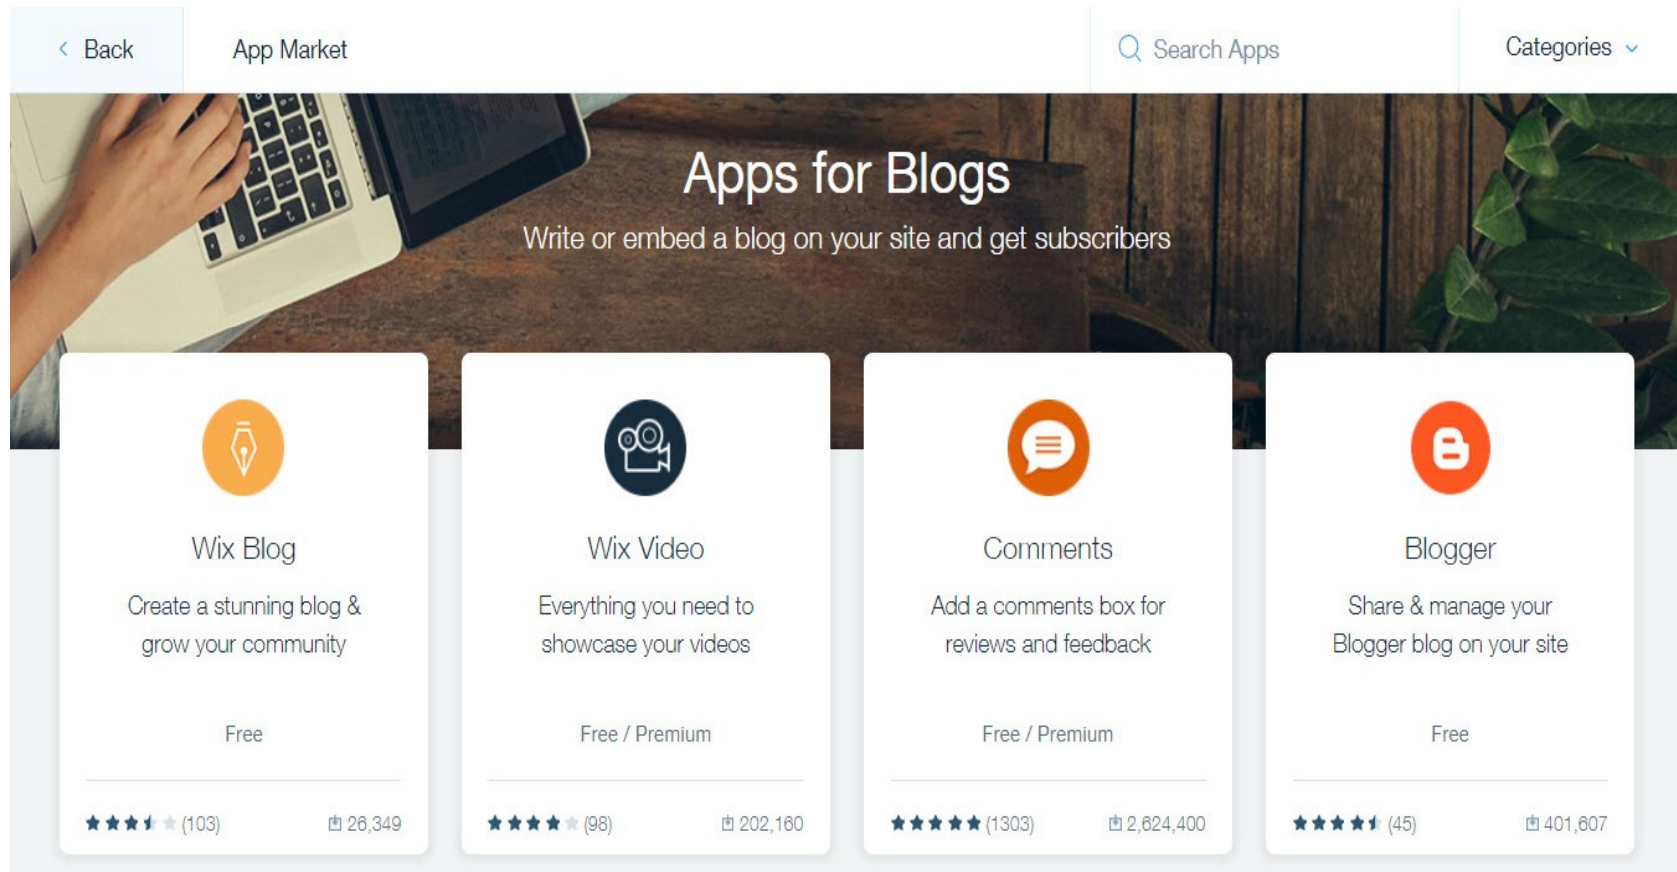 Back
App Market
Search Apps
Categories
Apps for Blogs
Write or embed a blog on your site and get subscribers
Wix Blog
Create a stunning blog &
grow your community
Free
(103)
26,349
Wix Video
Everything you need to
showcase your videos
Free / Premium
(98)
202,160
Comments
Add a comments box for
reviews and feedback
Free / Premium
(1303)
2,624,400
Blogger
Share & manage your
Blogger blog on your site
Free
(45)
401,607